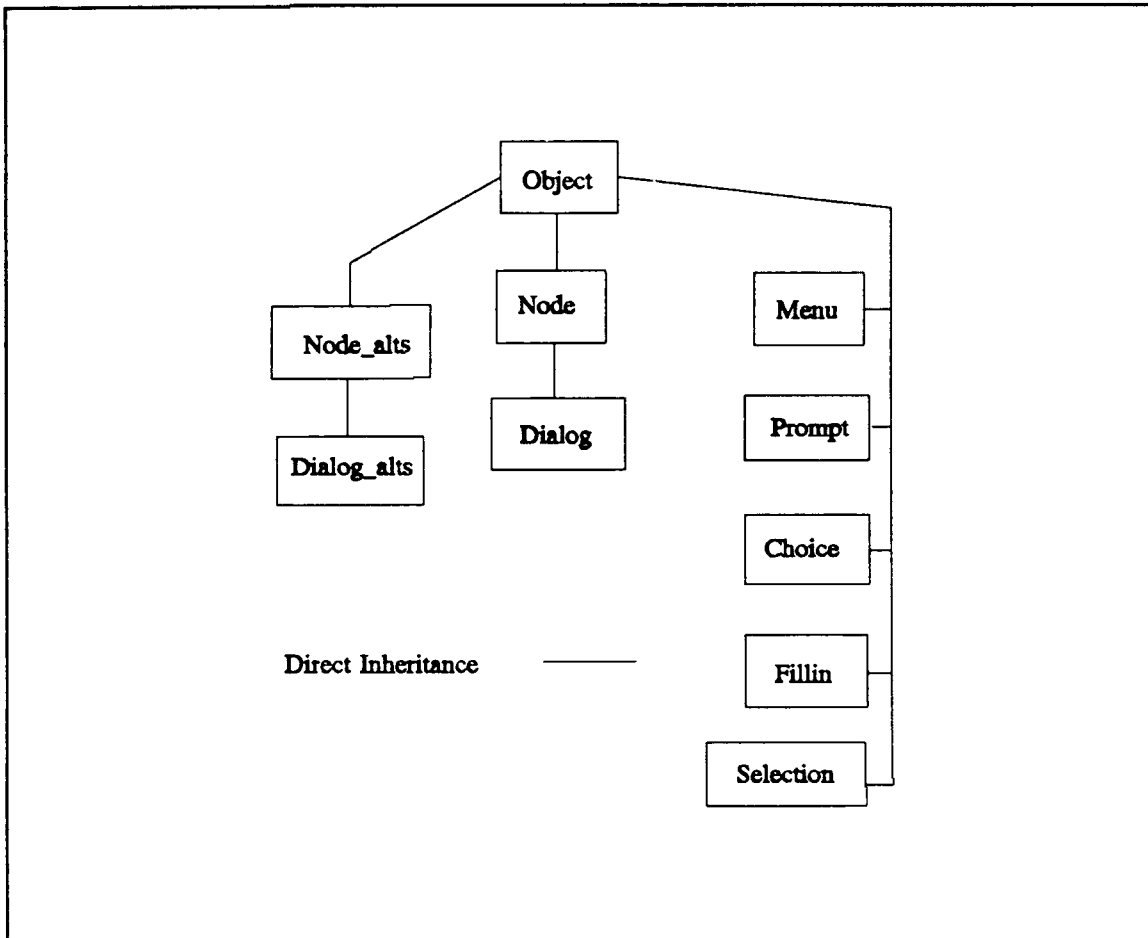 Object
Node
Menu
Node_alts
Prompt
Dialog
Dialog_alts
Choice
Direct Inheritance
Fillin
Selection